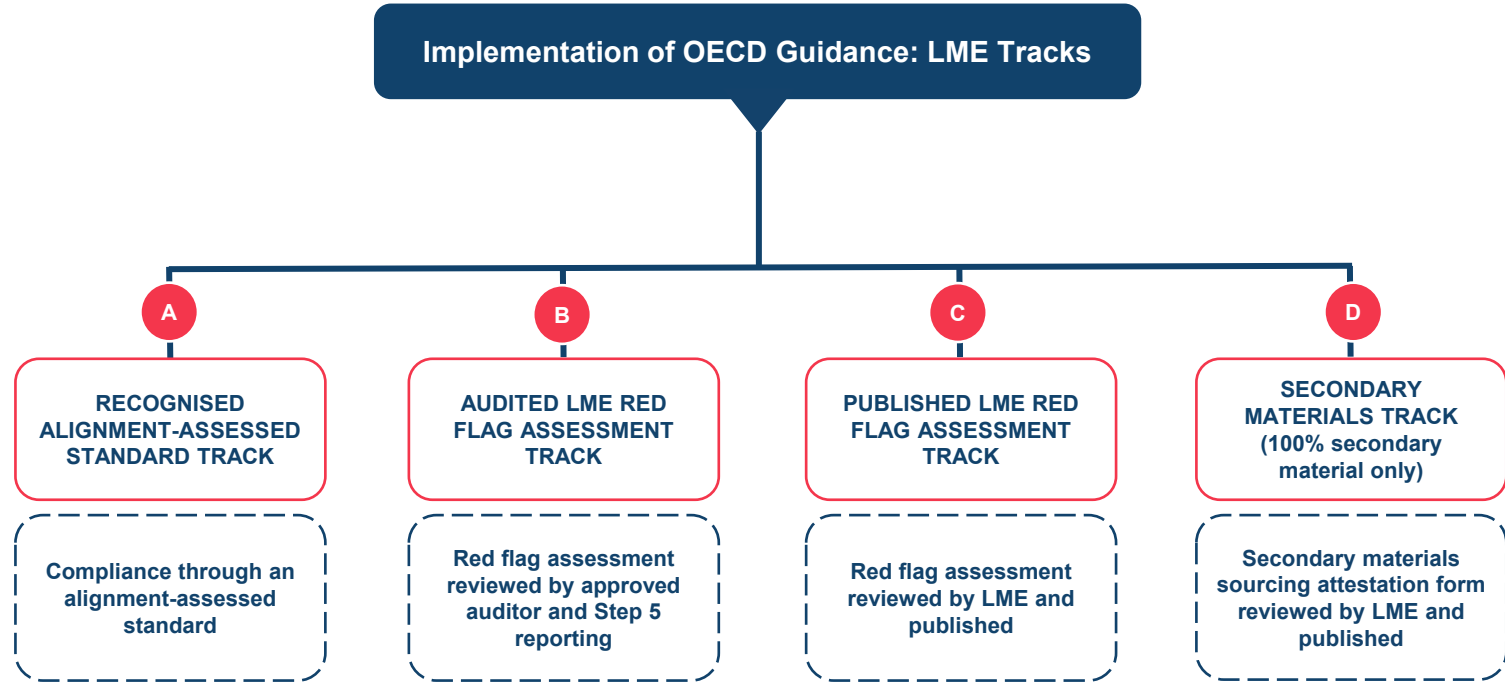 Implementation of OECD Guidance: LME Tracks
A
RECOGNISED
ALIGNMENT-ASSESSED
STANDARD TRACK
Compliance through an
alignment-assessed
standard
B
AUDITED LME RED
FLAG ASSESSMENT
TRACK
Red flag assessment
reviewed by approved
auditor and Step 5
reporting
C
PUBLISHED LME RED
FLAG ASSESSMENT
TRACK
Red flag assessment
reviewed by LME and
published
D
SECONDARY
MATERIALS TRACK
(100% secondary
material only)
Secondary materials
sourcing attestation form
reviewed by LME and
published